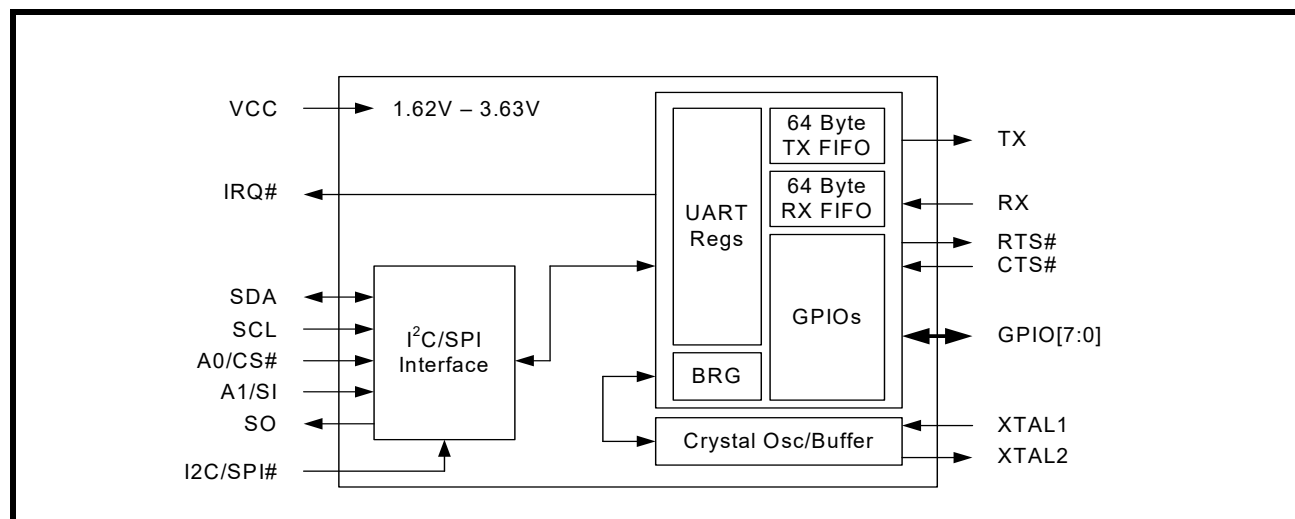 VCC
1.62V – 3.63V
IRQ#
SDA
SCL
A0/CS#
A1/SI
SO
I2C/SPI#
I²C/SPI
Interface
UART
Regs
64 Byte
TX FIFO
64 Byte
RX FIFO
GPIOs
BRG
Crystal Osc/Buffer
TX
RX
RTS#
CTS#
GPIO[7:0]
XTAL1
XTAL2